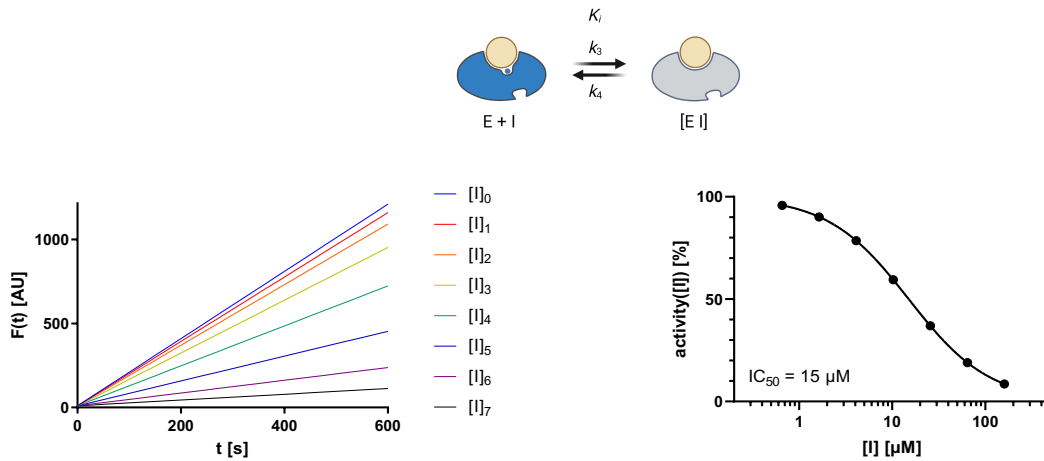 Kᵢ
k₃
k₄
E + I
[E I]
F(t) [AU]
1000
500
0
0
200
400
600
t [s]
[I]₀
[I]₁
[I]₂
[I]₃
[I]₄
[I]₅
[I]₆
[I]₇
activity([I]) [%]
100
50
0
IC₅₀ = 15 µM
1
10
100
[I] [µM]